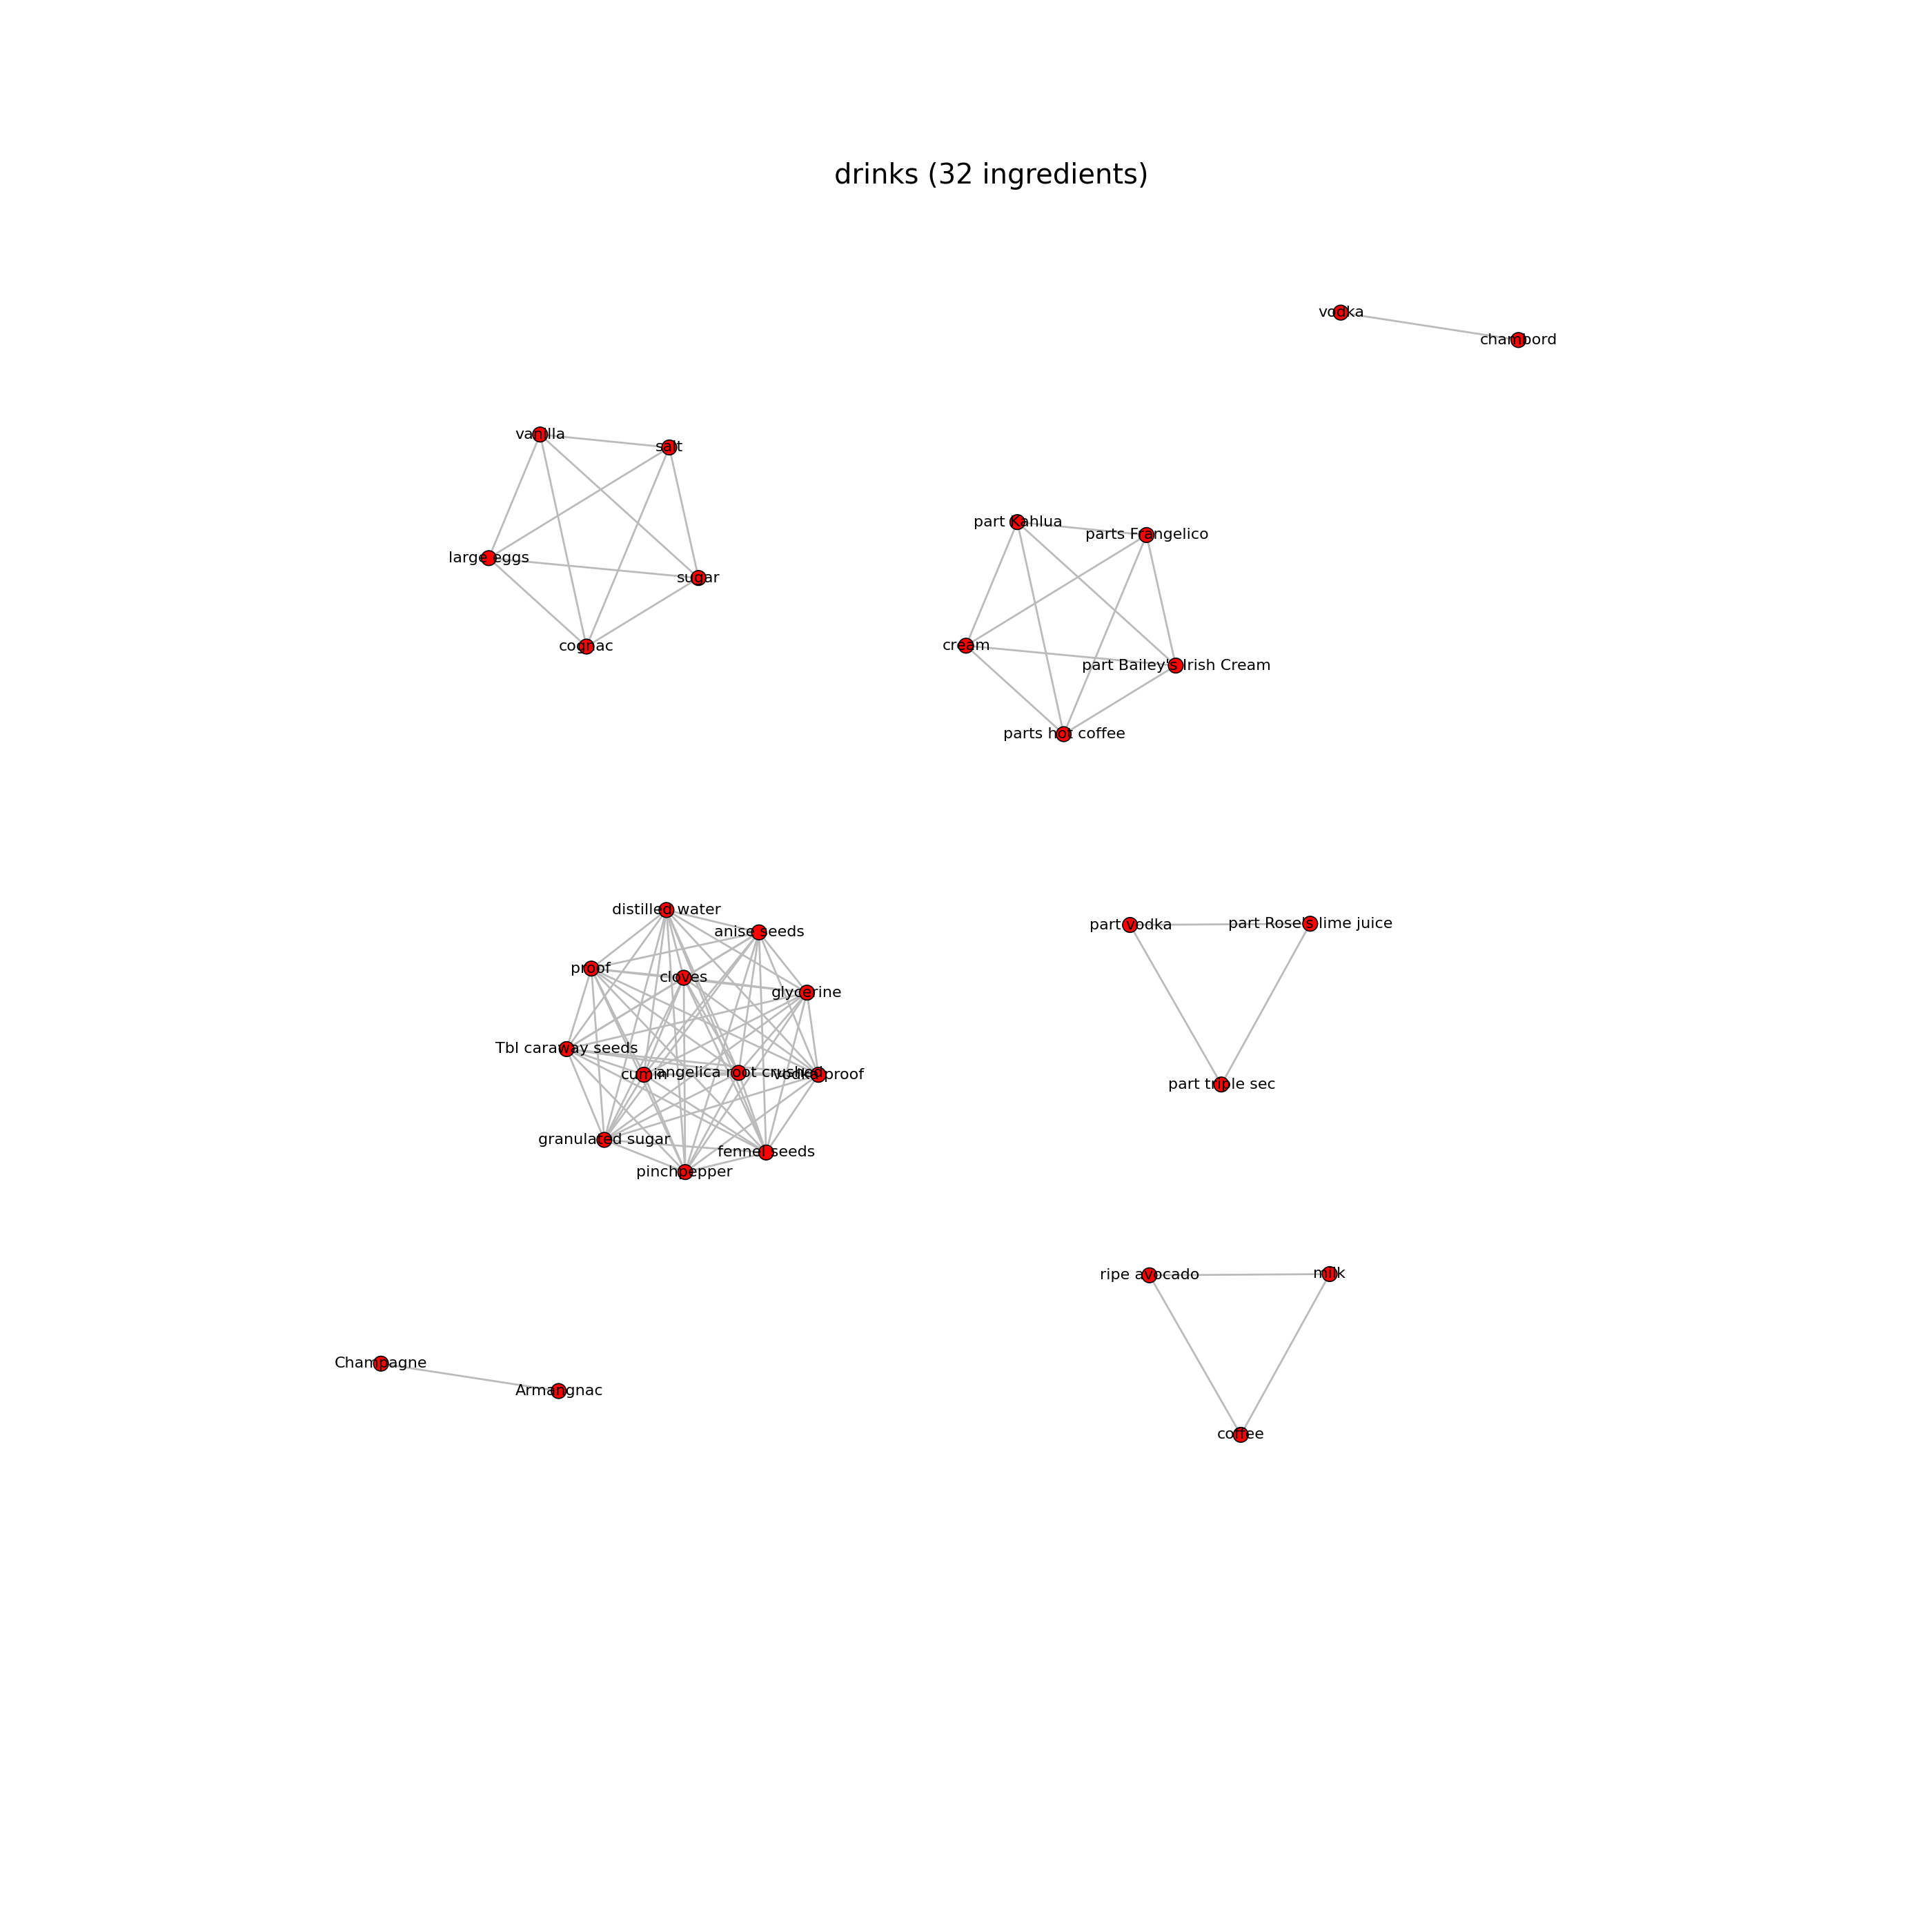 drinks (32 ingredients)
vodka
chambord
vanilla
salt
part Kahlua
parts Frangelico
large eggs
sugar
cognac
cream
part Bailey's Irish Cream
parts hot coffee
distilled water
anise seeds
part vodka
part Rose's lime juice
proof
cloves
glycerine
Tbl caraway seeds
cumin
angelica root crushed
vodka proof
part triple sec
granulated sugar
fennel seeds
pinchpepper
ripe avocado
milk
Champagne
Armangnac
coffee